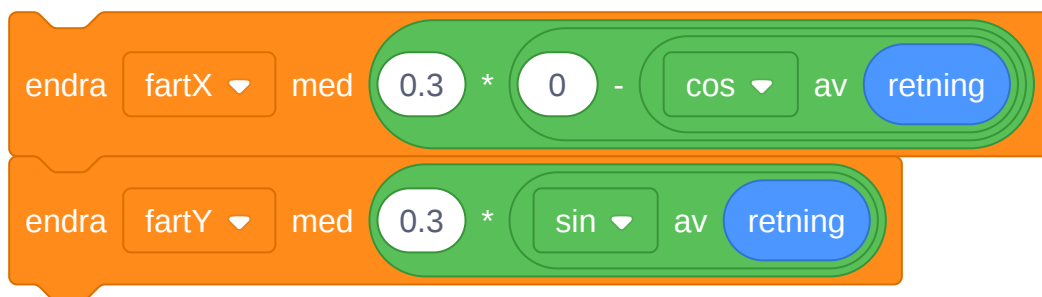 endra fartX med 0.3 * 0 - cos av retning
endra fartY med 0.3 * sin av retning